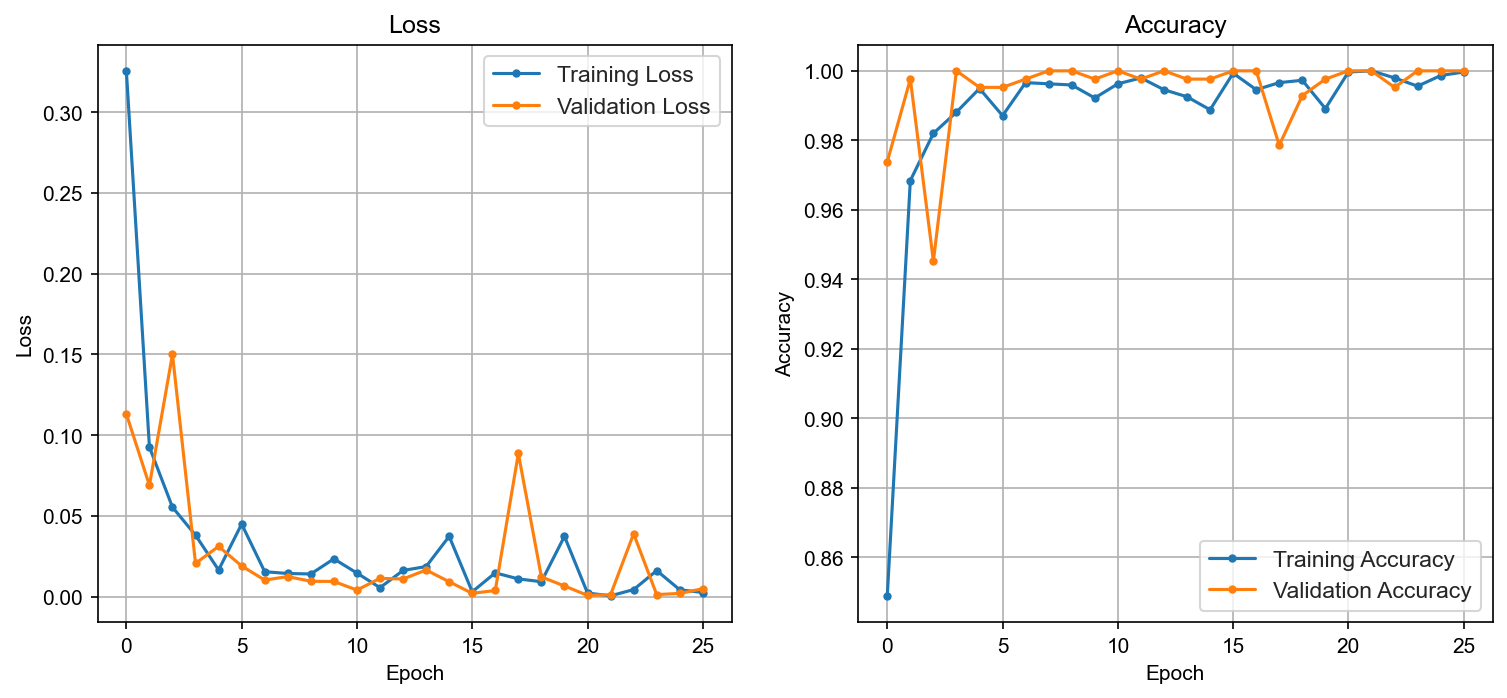 Loss
Training Loss
Validation Loss
0.30
0.25
0.20
0.15
0.10
0.05
0.00
Loss
0 5 10 15 20 25
Epoch
Accuracy
1.00
0.98
0.96
0.94
0.92
0.90
0.88
0.86
Accuracy
Training Accuracy
Validation Accuracy
0 5 10 15 20 25
Epoch